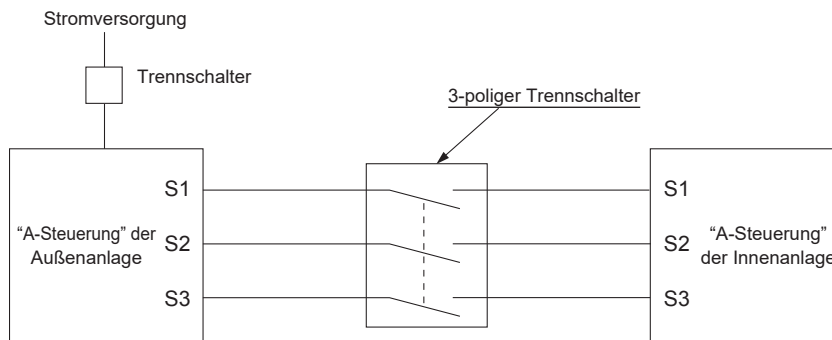 Stromversorgung
Trennschalter
3-poliger Trennschalter
S1
S1
“A-Steuerung” der
Außenanlage
S2
S2
“A-Steuerung”
der Innenanlage
S3
S3